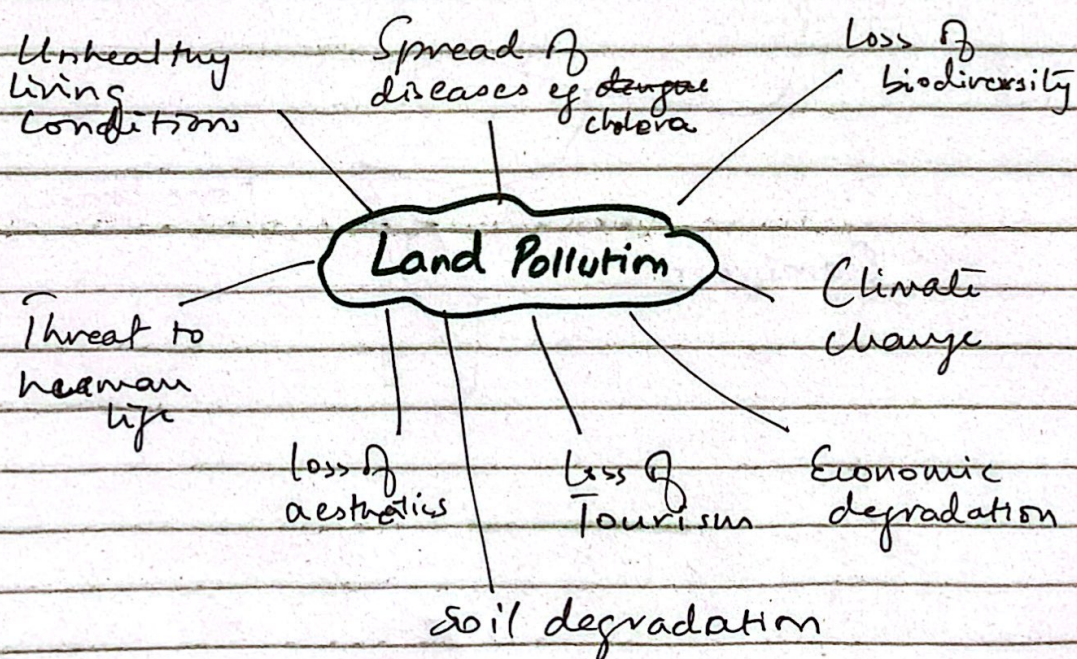 Unhealthy
living
conditions
Spread of
diseases eg dengue
cholera
Loss of
biodiversity
Land Pollution
Threat to
human
life
Climate
change
loss of
aesthetics
Loss of
Tourism
Economic
degradation
Soil degradation